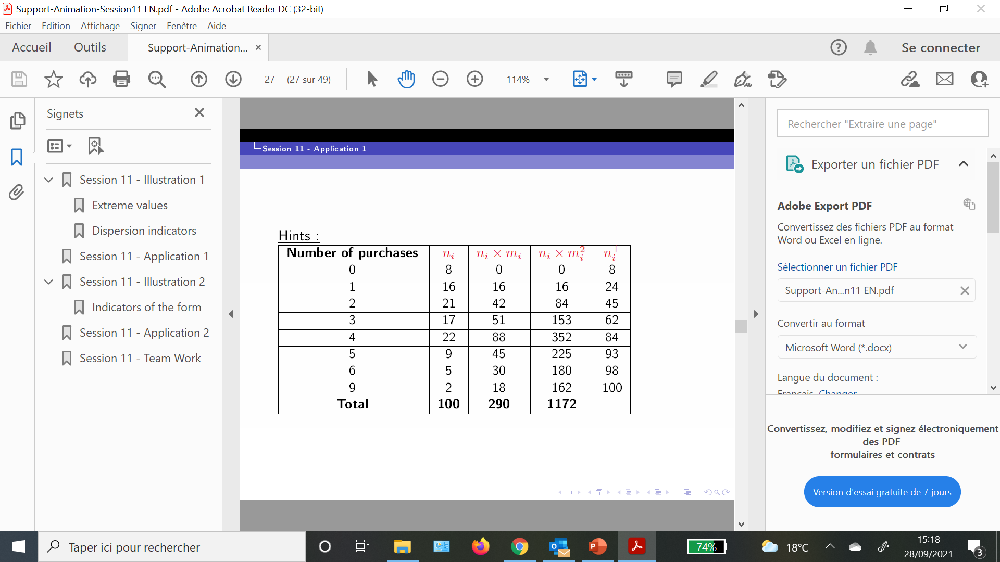 Support-Animation-Session11 EN.pdf - Adobe Acrobat Reader DC (32-bit)
Fichier Edition Affichage Signer Fenêtre Aide
Accueil Outils Support-Animation... × Se connecter
27 (27 sur 49) 114%
Signets
Session 11 - Illustration 1
Extreme values
Dispersion indicators
Session 11 - Application 1
Session 11 - Illustration 2
Indicators of the form
Session 11 - Application 2
Session 11 - Team Work
Session 11 - Application 1
Hints :
Number of purchases n_i n_i × m_i n_i × m_i^2 n_i^+
0 8 0 0 8
1 16 16 16 24
2 21 42 84 45
3 17 51 153 62
4 22 88 352 84
5 9 45 225 93
6 5 30 180 98
9 2 18 162 100
Total 100 290 1172
Rechercher "Extraire une page"
Exporter un fichier PDF
Adobe Export PDF
Convertissez des fichiers PDF au format
Word ou Excel en ligne.
Sélectionner un fichier PDF
Support-An...n11 EN.pdf
Convertir au format
Microsoft Word (*.docx)
Langue du document :
Français Changer
Convertissez, modifiez et signez électroniquement
des PDF
formulaires et contrats
Version d'essai gratuite de 7 jours
Taper ici pour rechercher
74%
18°C
15:18
28/09/2021
3